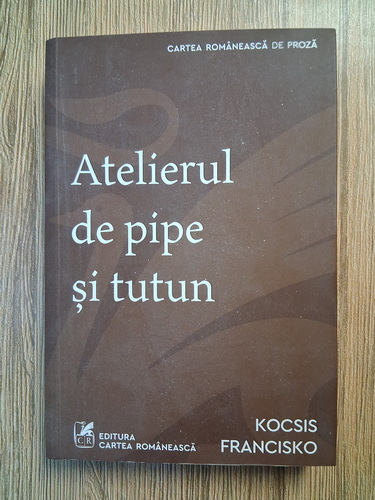 CARTEA ROMÂNEASCĂ DE PROZĂ
Atelierul
de pipe
și tutun
CR
EDITURA
CARTEA ROMÂNEASCĂ
KOCSIS
FRANCISKO